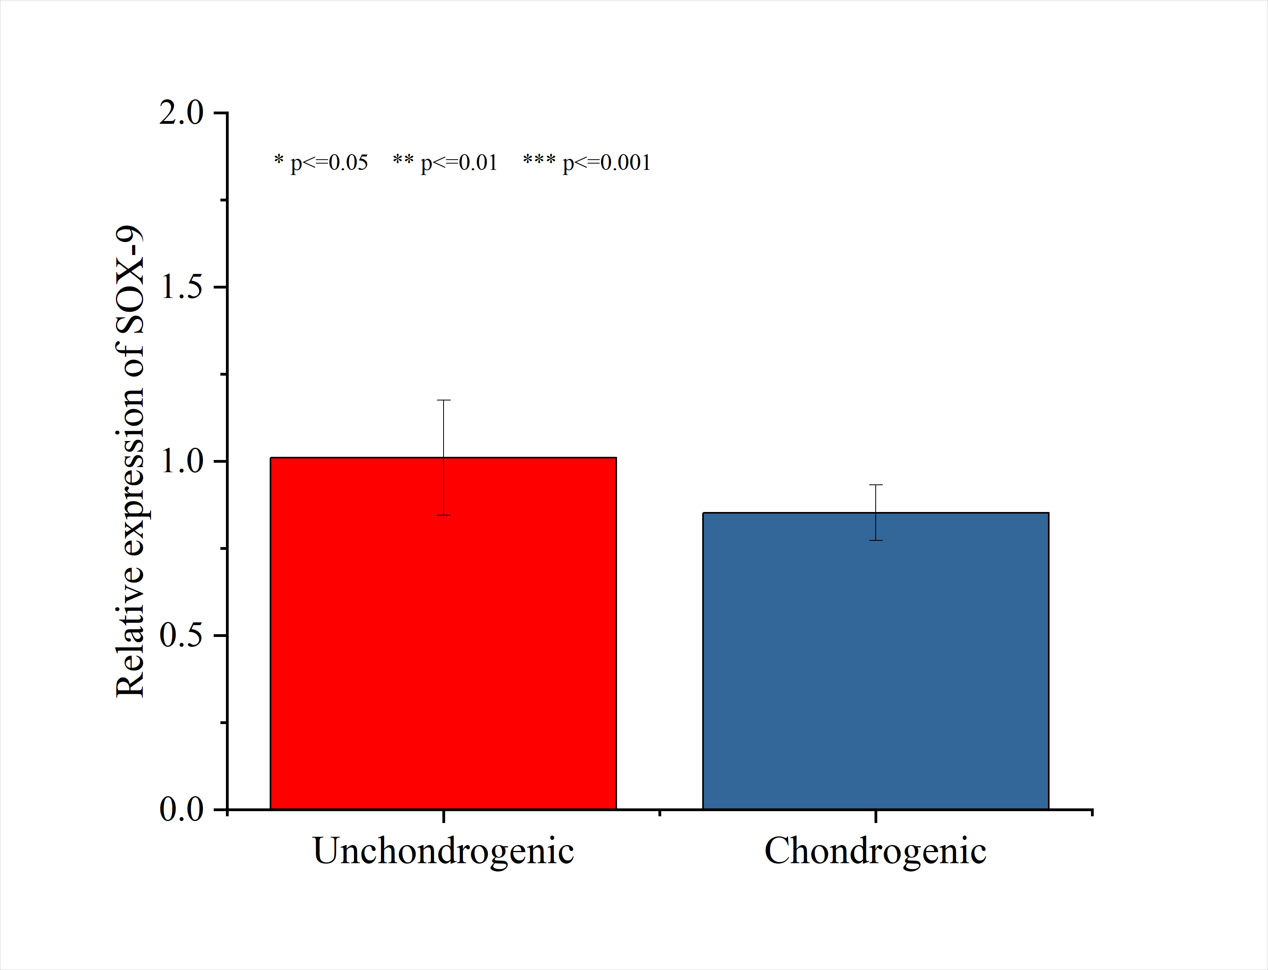 2.0
* p<=0.05 ** p<=0.01 *** p<=0.001
1.5
1.0
0.5
0.0
Relative expression of SOX-9
Unchondrogenic
Chondrogenic